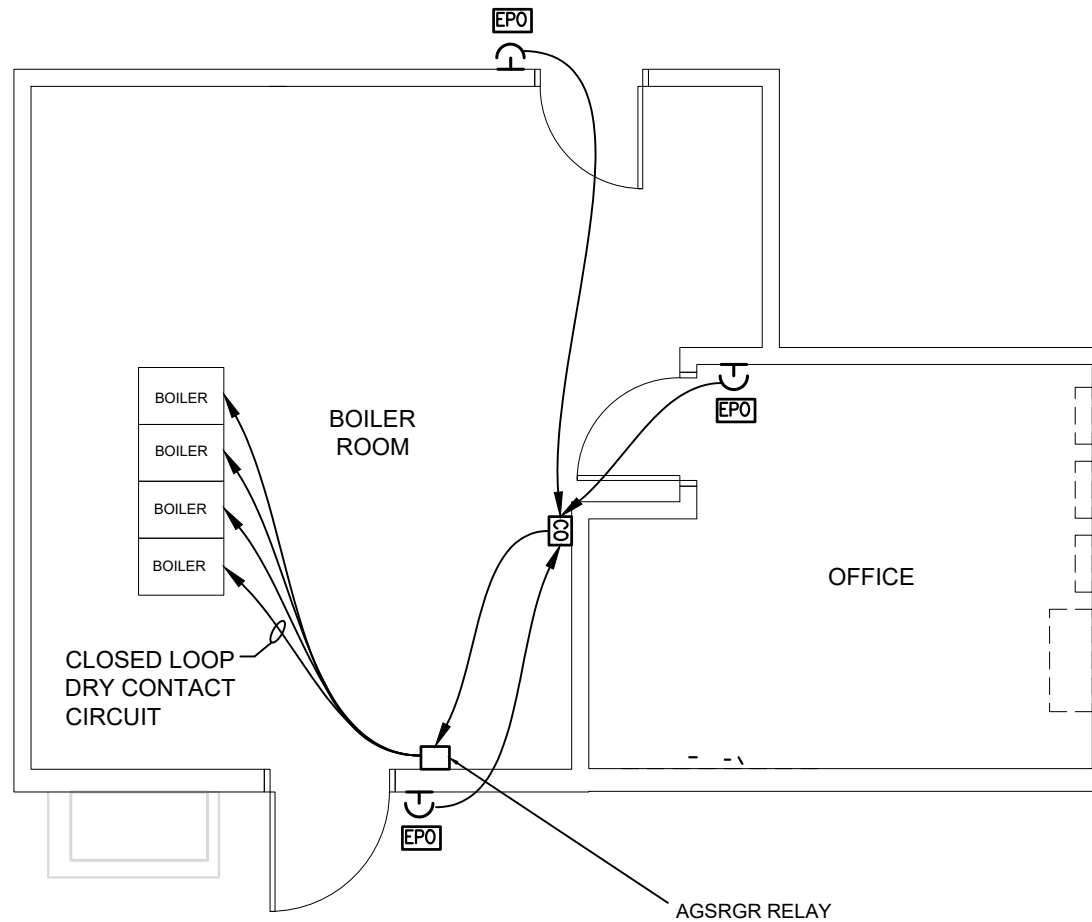 EPO
BOILER
BOILER
BOILER
BOILER
BOILER
ROOM
EPO
CO
OFFICE
CLOSED LOOP
DRY CONTACT
CIRCUIT
EPO
AGSRGR RELAY